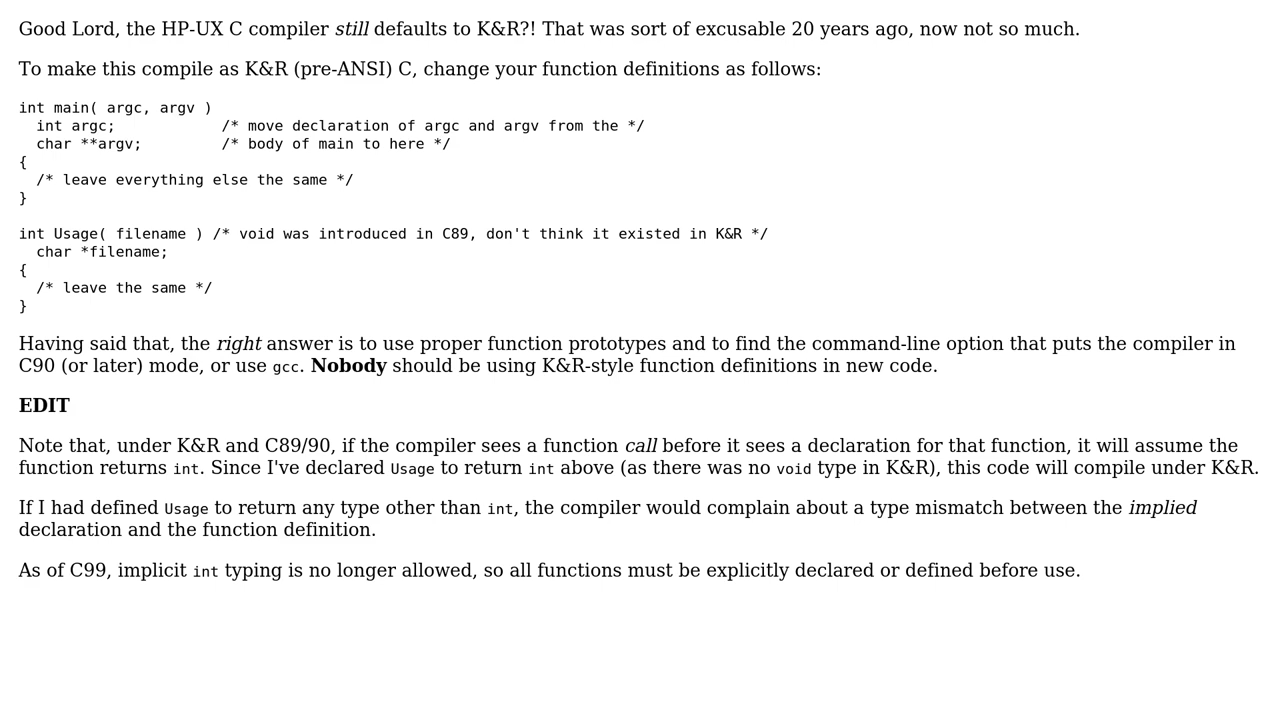 Good Lord, the HP-UX C compiler still defaults to K&R?! That was sort of excusable 20 years ago, now not so much.
To make this compile as K&R (pre-ANSI) C, change your function definitions as follows:
int main( argc, argv )
  int argc;            /* move declaration of argc and argv from the */
  char **argv;         /* body of main to here */
{
  /* leave everything else the same */
}
int Usage( filename ) /* void was introduced in C89, don't think it existed in K&R */
  char *filename;
{
  /* leave the same */
}
Having said that, the right answer is to use proper function prototypes and to find the command-line option that puts the compiler in
C90 (or later) mode, or use gcc. Nobody should be using K&R-style function definitions in new code.
EDIT
Note that, under K&R and C89/90, if the compiler sees a function call before it sees a declaration for that function, it will assume the
function returns int. Since I've declared Usage to return int above (as there was no void type in K&R), this code will compile under K&R.
If I had defined Usage to return any type other than int, the compiler would complain about a type mismatch between the implied
declaration and the function definition.
As of C99, implicit int typing is no longer allowed, so all functions must be explicitly declared or defined before use.